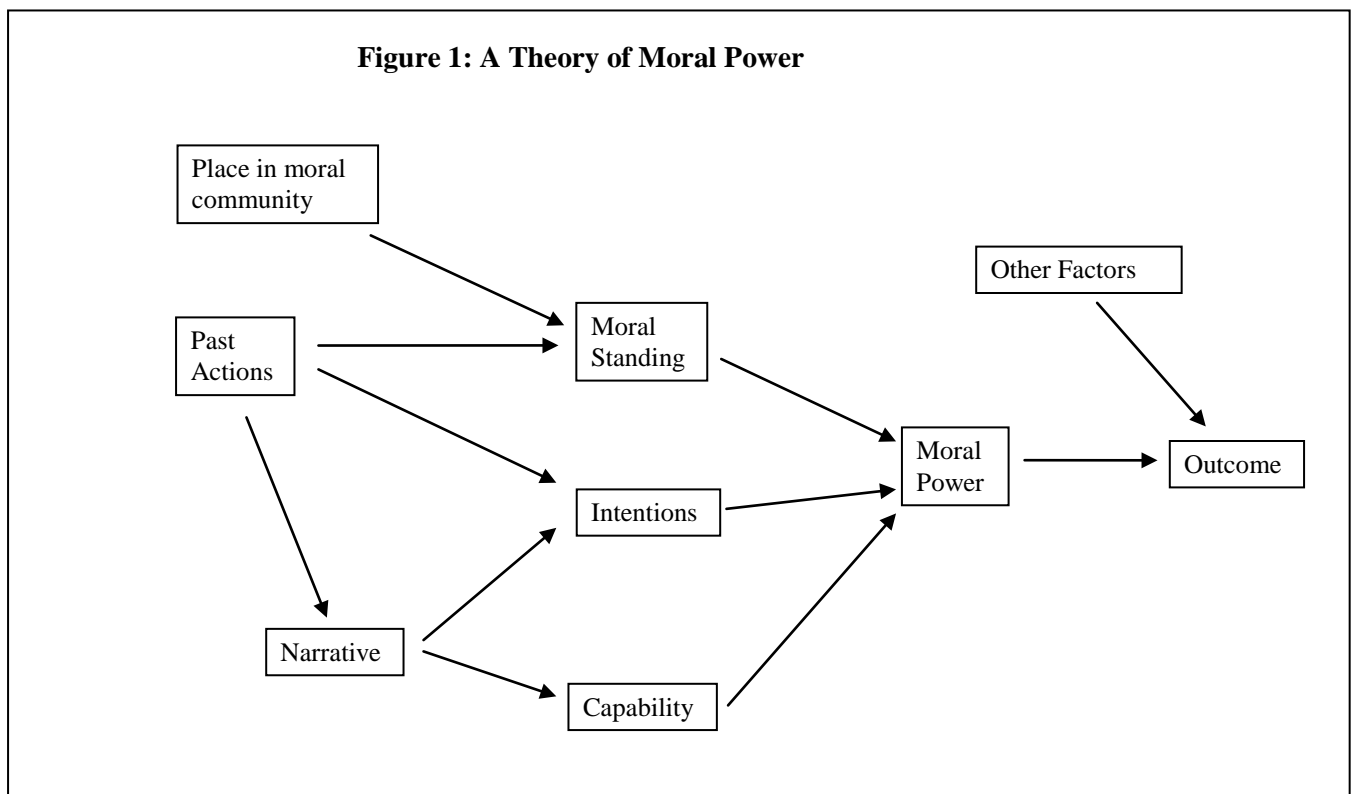 Figure 1: A Theory of Moral Power
Place in moral
community
Other Factors
Past
Actions
Moral
Standing
Moral
Power
Outcome
Intentions
Narrative
Capability